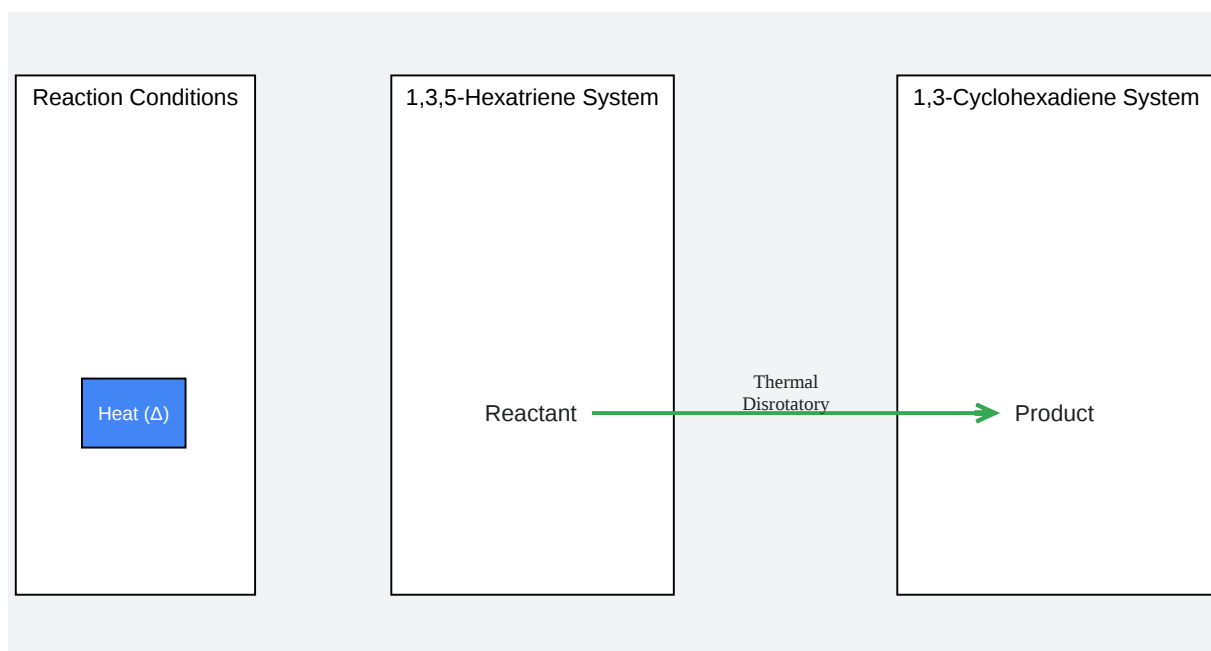 Reaction Conditions
1,3,5-Hexatriene System
1,3-Cyclohexadiene System
Heat (Δ)
Reactant
Thermal
Disrotatory
Product